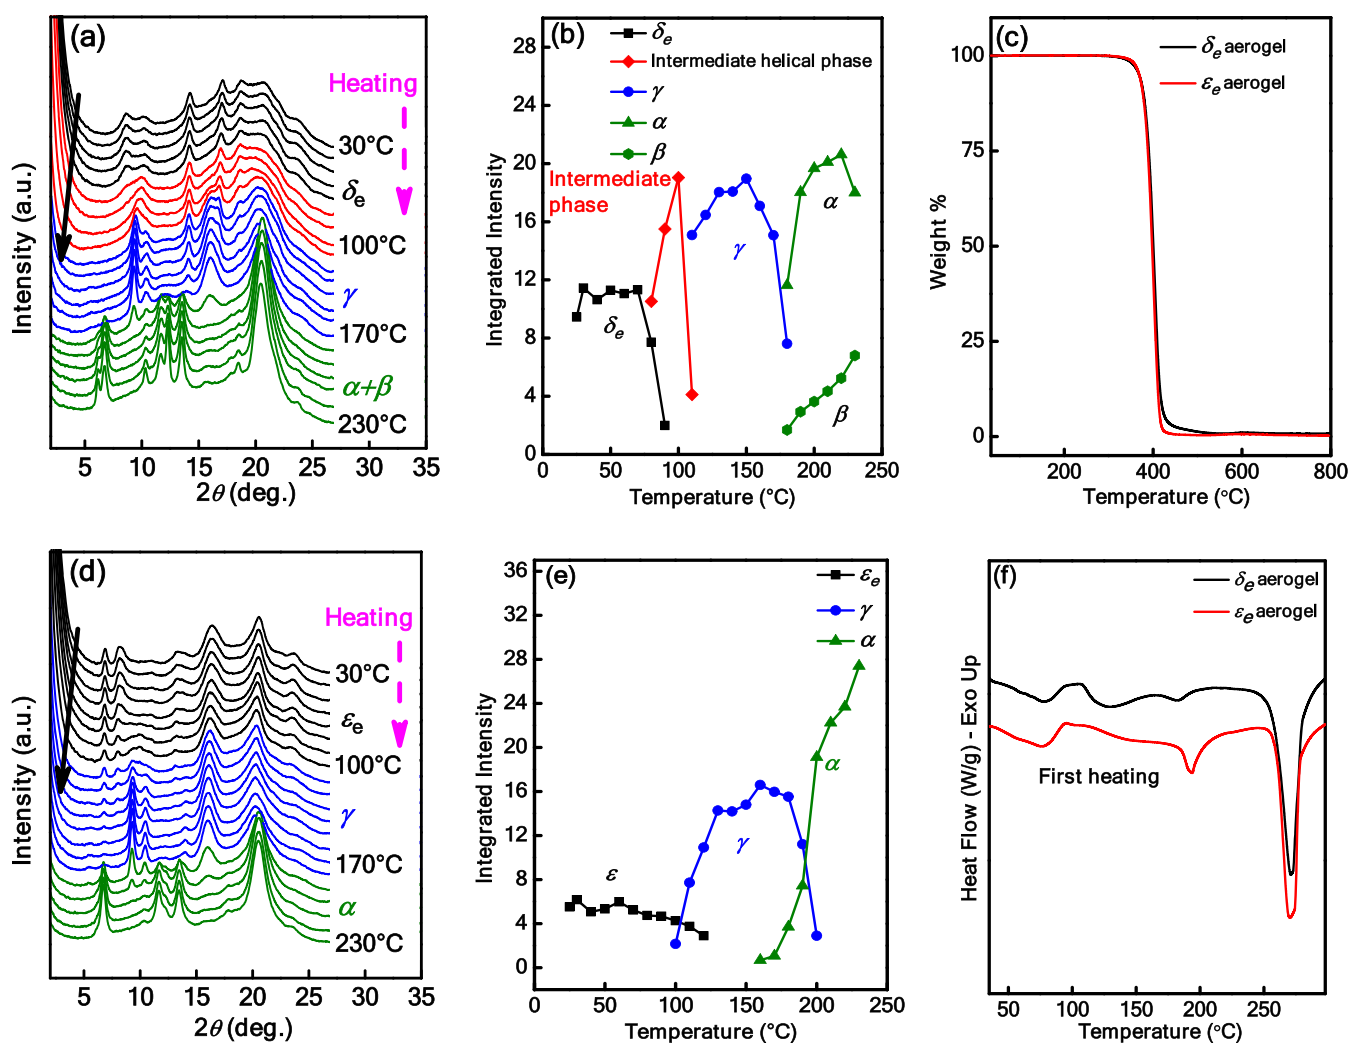 (a)
Heating
30°C
δe
100°C
γ
170°C
α+β
230°C
Intensity (a.u.)
5 10 15 20 25 30 35
2θ (deg.)
(b)
δe
Intermediate helical phase
γ
α
β
Intermediate
phase
α
γ
δe
β
28
24
20
16
12
8
4
0
Integrated Intensity
0 50 100 150 200 250
Temperature (°C)
(c)
δe aerogel
εe aerogel
100
75
50
25
0
Weight %
200 400 600 800
Temperature (°C)
(d)
Heating
30°C
εe
100°C
γ
170°C
α
230°C
Intensity (a.u.)
5 10 15 20 25 30 35
2θ (deg.)
(e)
εe
γ
α
α
γ
ε
36
32
28
24
20
16
12
8
4
0
Integrated Intensity
0 50 100 150 200 250
Temperature (°C)
(f)
δe aerogel
εe aerogel
First heating
Heat Flow (W/g) - Exo Up
50 100 150 200 250
Temperature (°C)